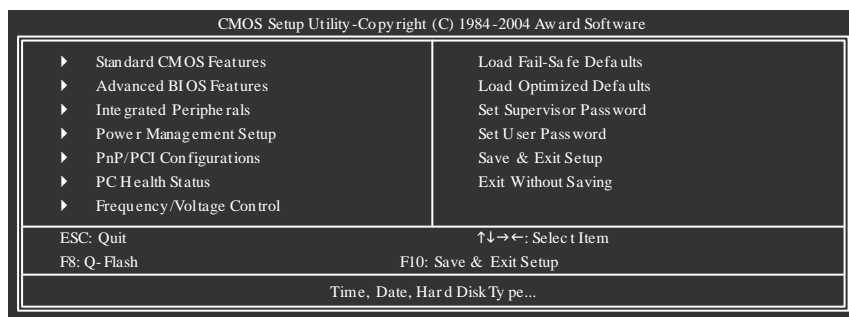 CMOS Setup Utility-Copyright (C) 1984-2004 Award Software
▶ Standard CMOS Features
▶ Advanced BIOS Features
▶ Integrated Peripherals
▶ Power Management Setup
▶ PnP/PCI Configurations
▶ PC Health Status
▶ Frequency/Voltage Control
Load Fail-Safe Defaults
Load Optimized Defaults
Set Supervisor Password
Set User Password
Save & Exit Setup
Exit Without Saving
ESC: Quit ↑↓→←: Select Item
F8: Q-Flash F10: Save & Exit Setup
Time, Date, Hard Disk Type...